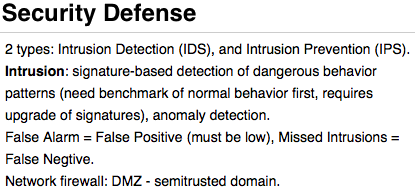 Security Defense
2 types: Intrusion Detection (IDS), and Intrusion Prevention (IPS).
Intrusion: signature-based detection of dangerous behavior
patterns (need benchmark of normal behavior first, requires
upgrade of signatures), anomaly detection.
False Alarm = False Positive (must be low), Missed Intrusions =
False Negtive.
Network firewall: DMZ - semitrusted domain.